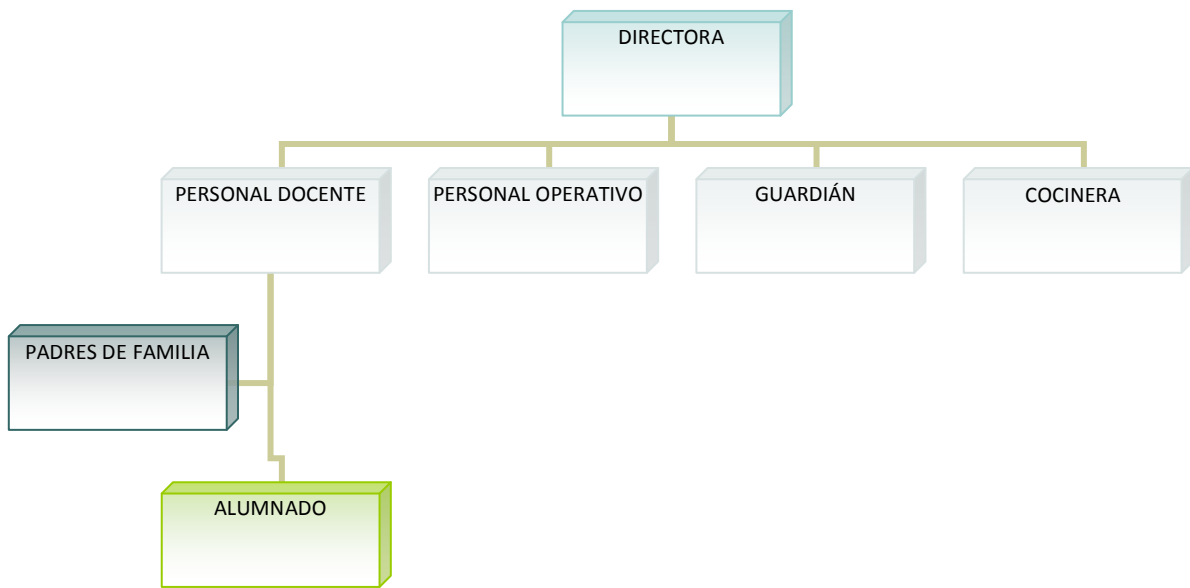 DIRECTORA
PERSONAL DOCENTE
PERSONAL OPERATIVO
GUARDIÁN
COCINERA
PADRES DE FAMILIA
ALUMNADO